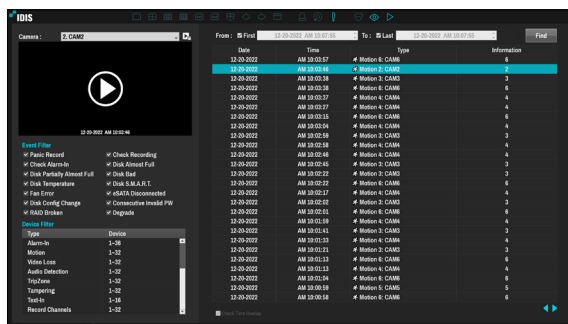 IDIS
Camera : 2. CAM2
From : First 12-20-2022 AM 10:07:55 To : Last 12-20-2022 AM 10:07:55 Find
12-20-2022 AM 10:03:46
Event Filter
Panic Record Check Recording
Check Alarm-In Disk Almost Full
Disk Partially Almost Full Disk Bad
Disk Temperature Disk S.M.A.R.T.
Fan Error eSATA Disconnected
Disk Config Change Consecutive Invalid PW
RAID Broken Degrade
Device Filter
Type Device
Alarm-In 1~36
Motion 1~32
Video Loss 1~32
Audio Detection 1~32
TripZone 1~32
Tampering 1~32
Text-In 1~16
Record Channels 1~32
Date Time Type Information
12-20-2022 AM 10:03:57 Motion 6: CAM6 6
12-20-2022 AM 10:03:46 Motion 2: CAM2 2
12-20-2022 AM 10:03:38 Motion 3: CAM3 3
12-20-2022 AM 10:03:38 Motion 6: CAM6 6
12-20-2022 AM 10:03:37 Motion 4: CAM4 4
12-20-2022 AM 10:03:27 Motion 4: CAM4 4
12-20-2022 AM 10:03:15 Motion 6: CAM6 6
12-20-2022 AM 10:03:04 Motion 4: CAM4 4
12-20-2022 AM 10:02:59 Motion 3: CAM3 3
12-20-2022 AM 10:02:58 Motion 4: CAM4 4
12-20-2022 AM 10:02:46 Motion 4: CAM4 4
12-20-2022 AM 10:02:45 Motion 3: CAM3 3
12-20-2022 AM 10:02:22 Motion 3: CAM3 3
12-20-2022 AM 10:02:22 Motion 6: CAM6 6
12-20-2022 AM 10:02:17 Motion 4: CAM4 4
12-20-2022 AM 10:02:02 Motion 3: CAM3 3
12-20-2022 AM 10:02:01 Motion 6: CAM6 6
12-20-2022 AM 10:01:59 Motion 4: CAM4 4
12-20-2022 AM 10:01:41 Motion 3: CAM3 3
12-20-2022 AM 10:01:33 Motion 4: CAM4 4
12-20-2022 AM 10:01:21 Motion 3: CAM3 3
12-20-2022 AM 10:01:13 Motion 6: CAM6 6
12-20-2022 AM 10:01:13 Motion 4: CAM4 4
12-20-2022 AM 10:01:04 Motion 6: CAM6 6
12-20-2022 AM 10:00:59 Motion 5: CAM5 5
12-20-2022 AM 10:00:58 Motion 6: CAM6 6
Check Time Overlap